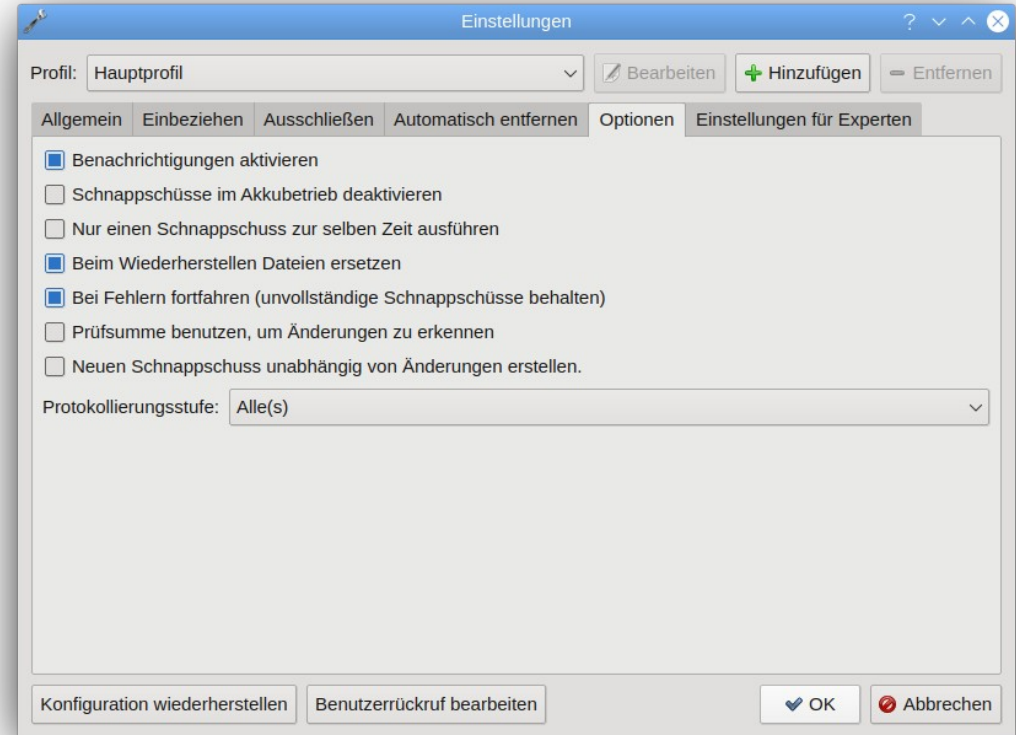 Einstellungen
Profil: Hauptprofil Bearbeiten Hinzufügen Entfernen
Allgemein Einbeziehen Ausschließen Automatisch entfernen Optionen Einstellungen für Experten
Benachrichtigungen aktivieren
Schnappschüsse im Akkubetrieb deaktivieren
Nur einen Schnappschuss zur selben Zeit ausführen
Beim Wiederherstellen Dateien ersetzen
Bei Fehlern fortfahren (unvollständige Schnappschüsse behalten)
Prüfsumme benutzen, um Änderungen zu erkennen
Neuen Schnappschuss unabhängig von Änderungen erstellen.
Protokollierungsstufe: Alle(s)
Konfiguration wiederherstellen Benutzerrückruf bearbeiten OK Abbrechen